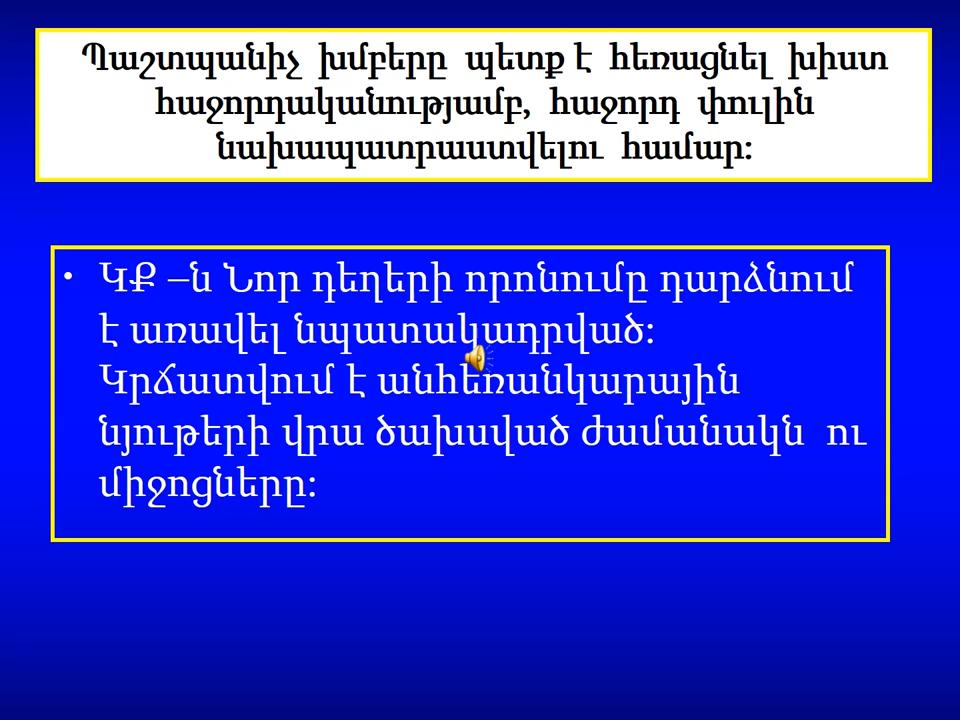 Պաշտպանիչ խմբերը պետք է հեռացնել խիստ
հաջորդականությամբ, հաջորդ փուլին
նախապատրաստվելու համար:
• ԿՔ –ն Նոր դեղերի որոնումը դարձնում
է առավել նպատակադրված:
Կրճատվում է անհեռանկարային
նյութերի վրա ծախսված ժամանակն ու
միջոցները: